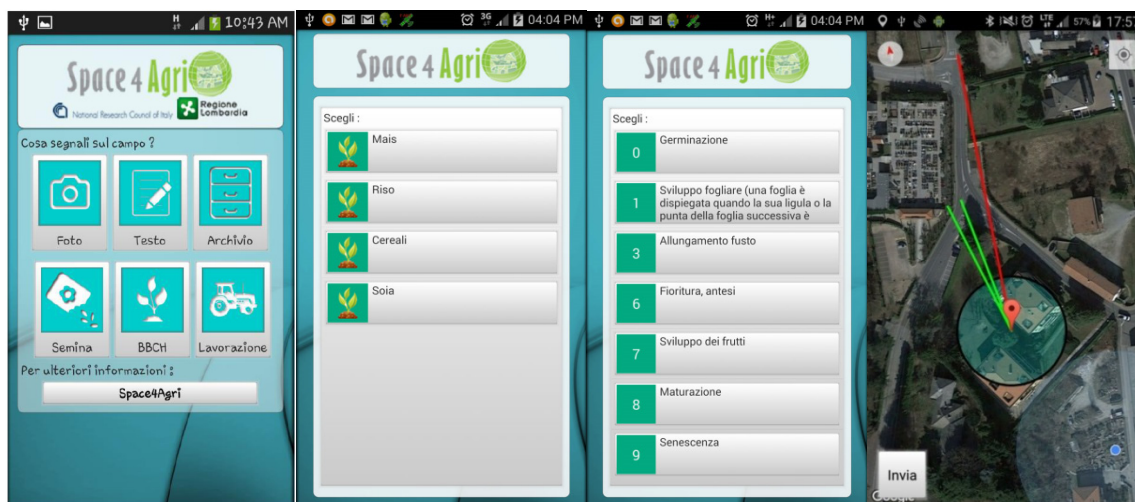 H
10:43 AM
Space 4 Agri
National Research Council of Italy
Regione
Lombardia
Cosa segnali sul campo ?
Foto
Testo
Archivio
Semina
BBCH
Lavorazione
Per ulteriori informazioni :
Space4Agri
3G
04:04 PM
Space 4 Agri
Scegli :
Mais
Riso
Cereali
Soia
H+
04:04 PM
Space 4 Agri
Scegli :
0
Germinazione
1
Sviluppo fogliare (una foglia è
dispiegata quando la sua ligula o la
punta della foglia successiva è
3
Allungamento fusto
6
Fioritura, antesi
7
Sviluppo dei frutti
8
Maturazione
9
Senescenza
LTE
57%
Invia
Google